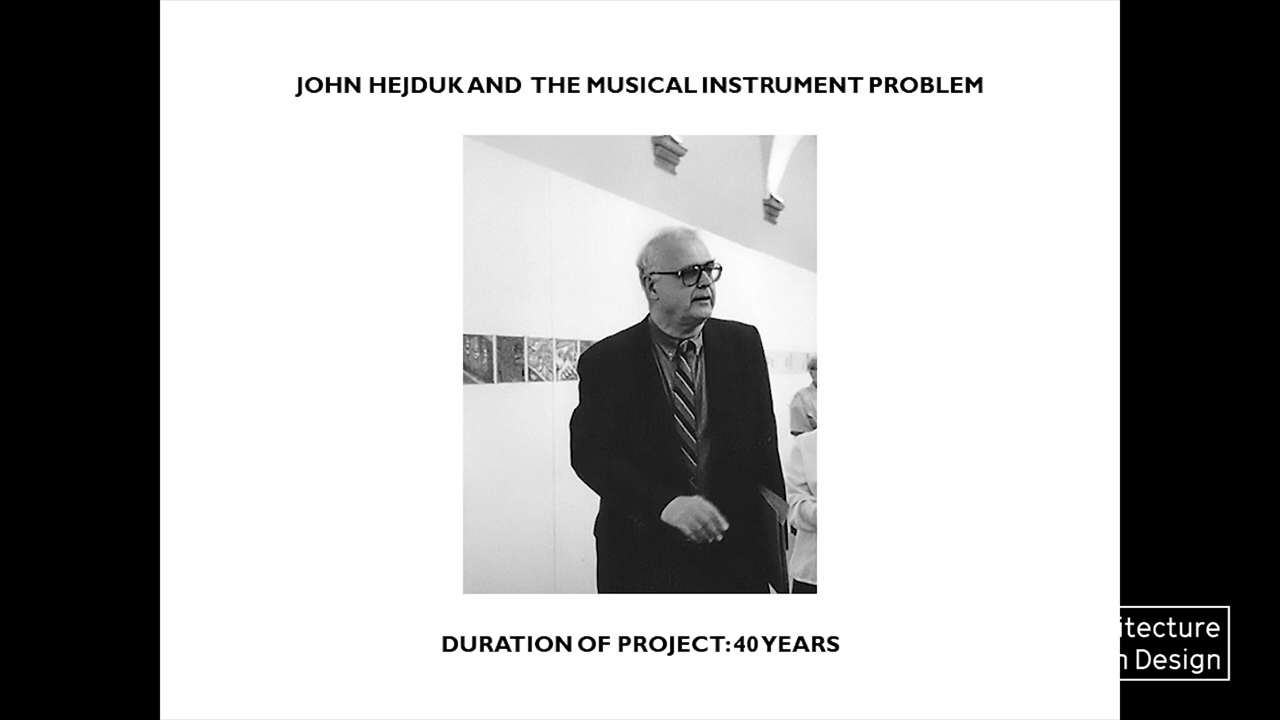 JOHN HEJDUK AND THE MUSICAL INSTRUMENT PROBLEM
DURATION OF PROJECT: 40 YEARS
itecture
Design